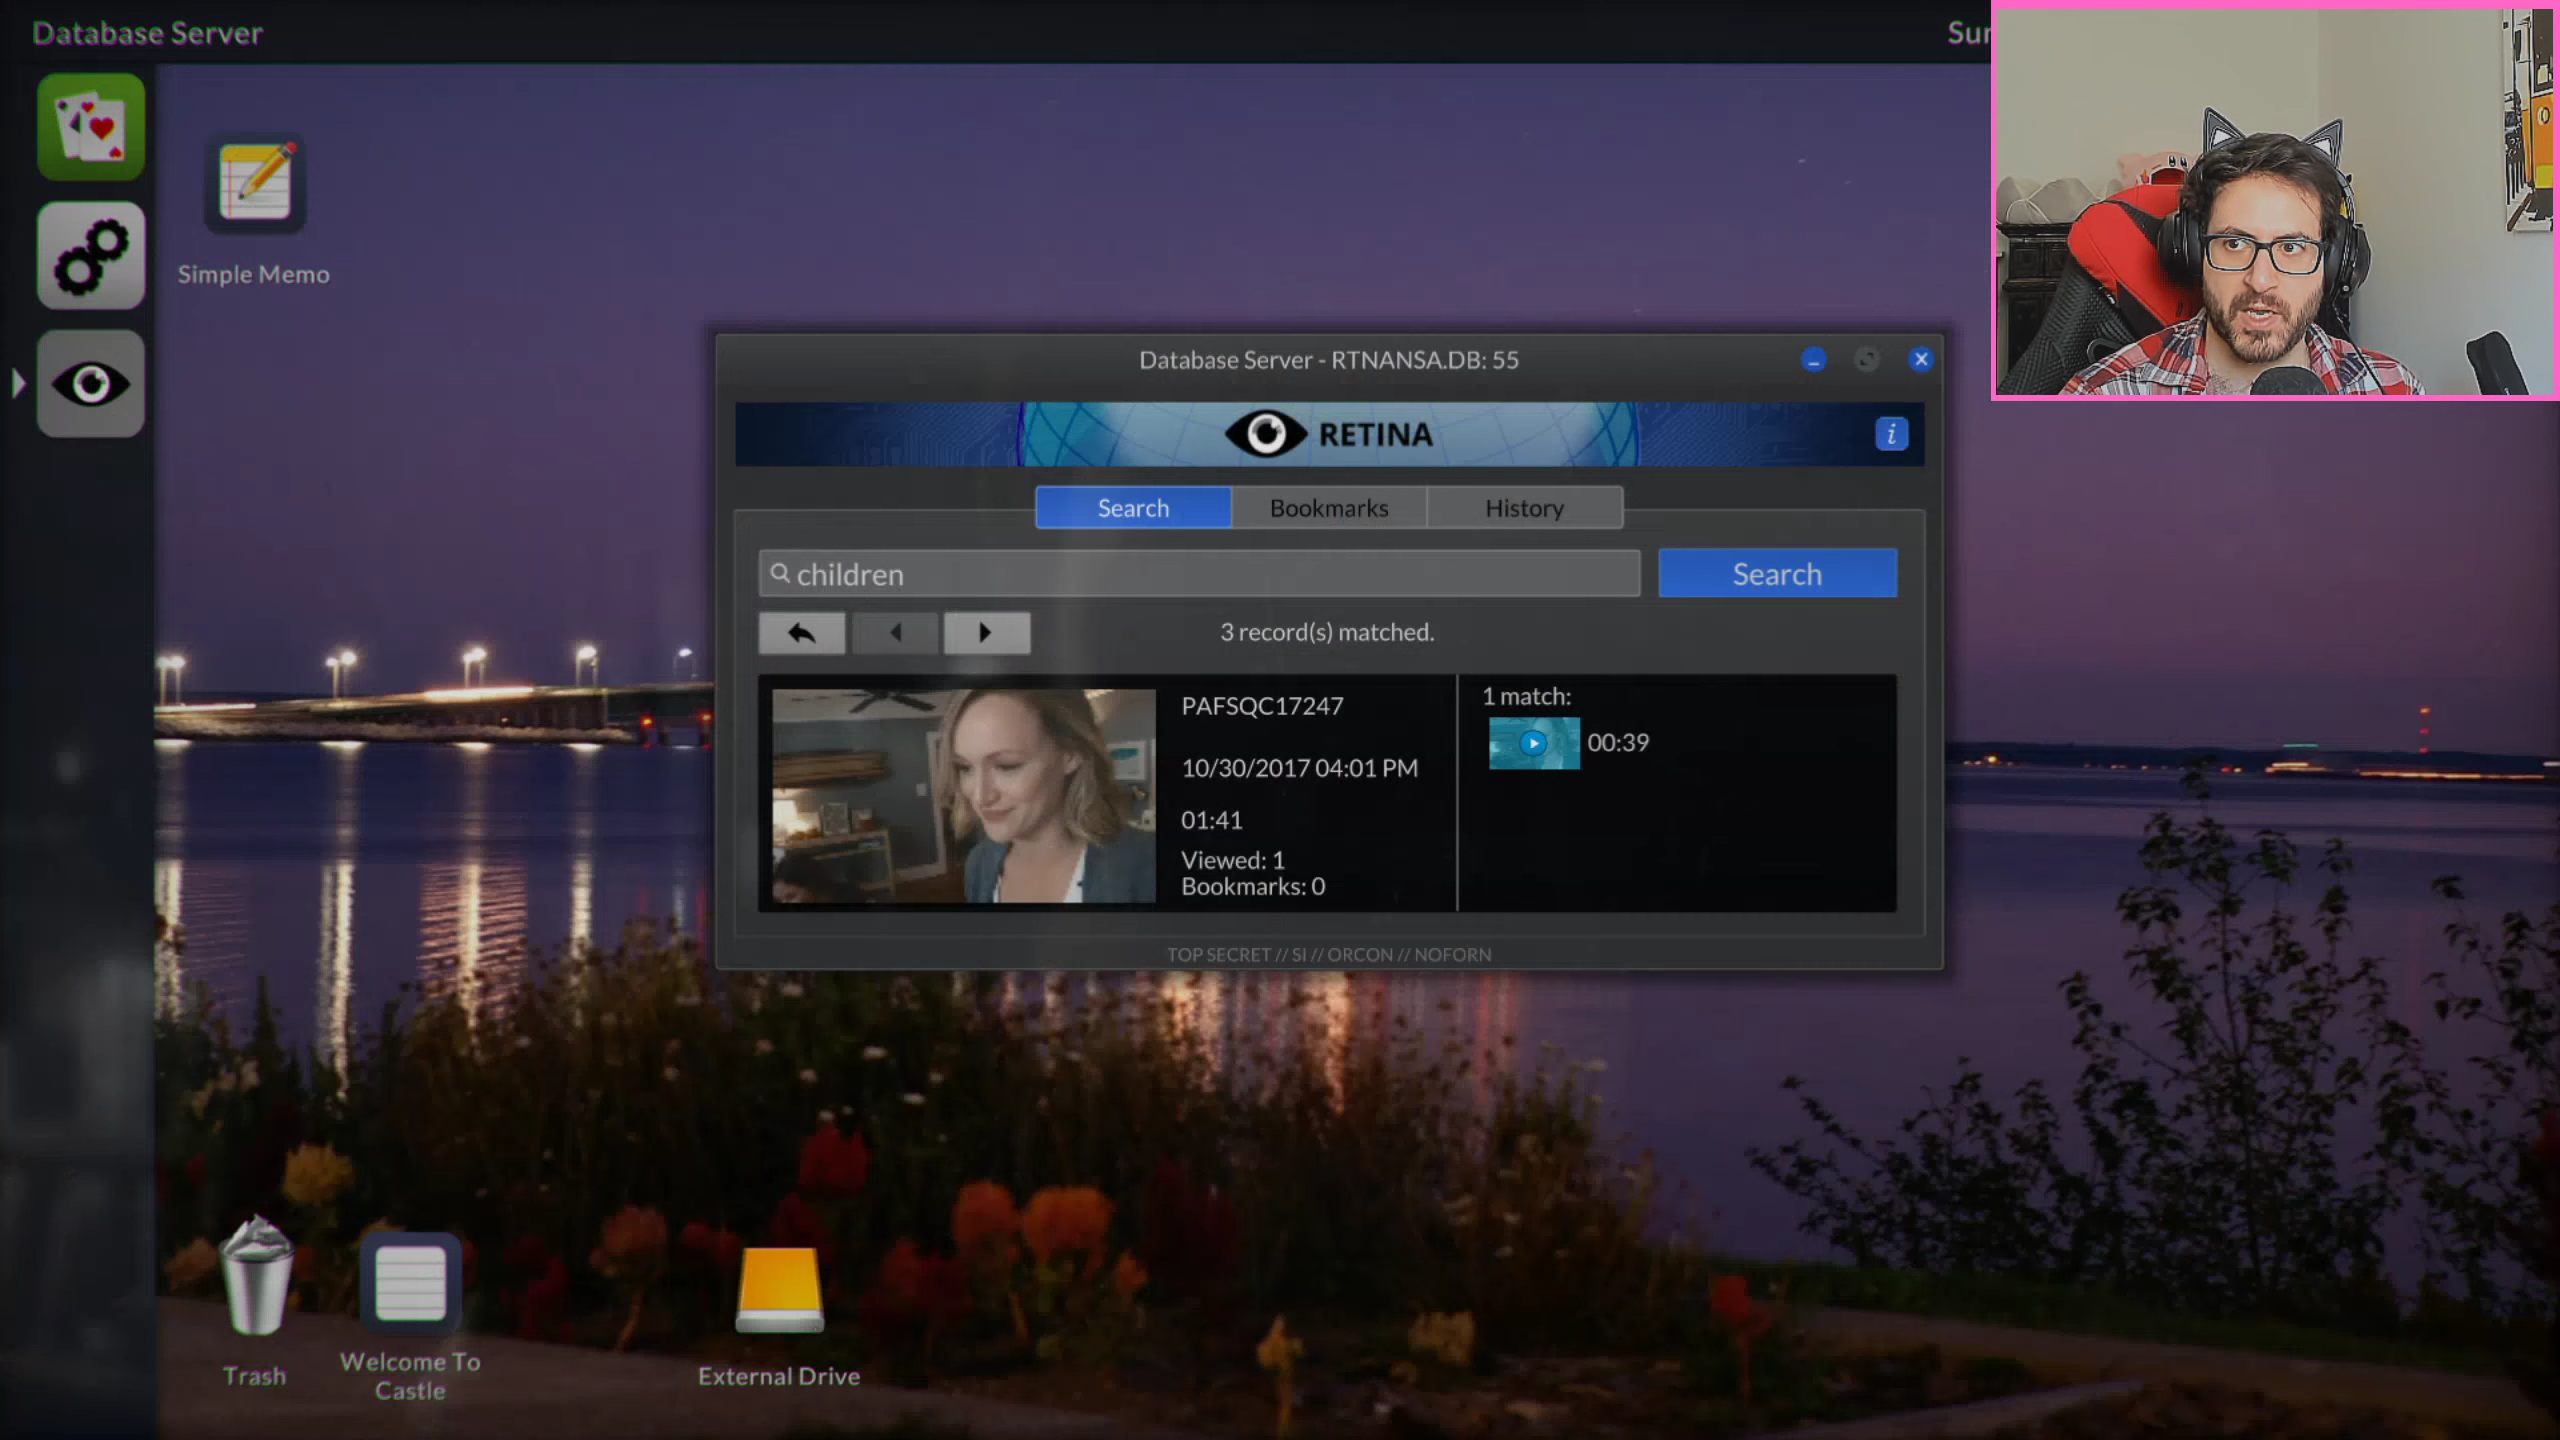 Database Server
Sun
Simple Memo
Database Server - RTNANSA.DB: 55
RETINA
i
Search
Bookmarks
History
children
Search
3 record(s) matched.
PAFSQC17247
10/30/2017 04:01 PM
01:41
Viewed: 1
Bookmarks: 0
1 match:
00:39
TOP SECRET // SI // ORCON // NOFORN
Trash
Welcome To
Castle
External Drive